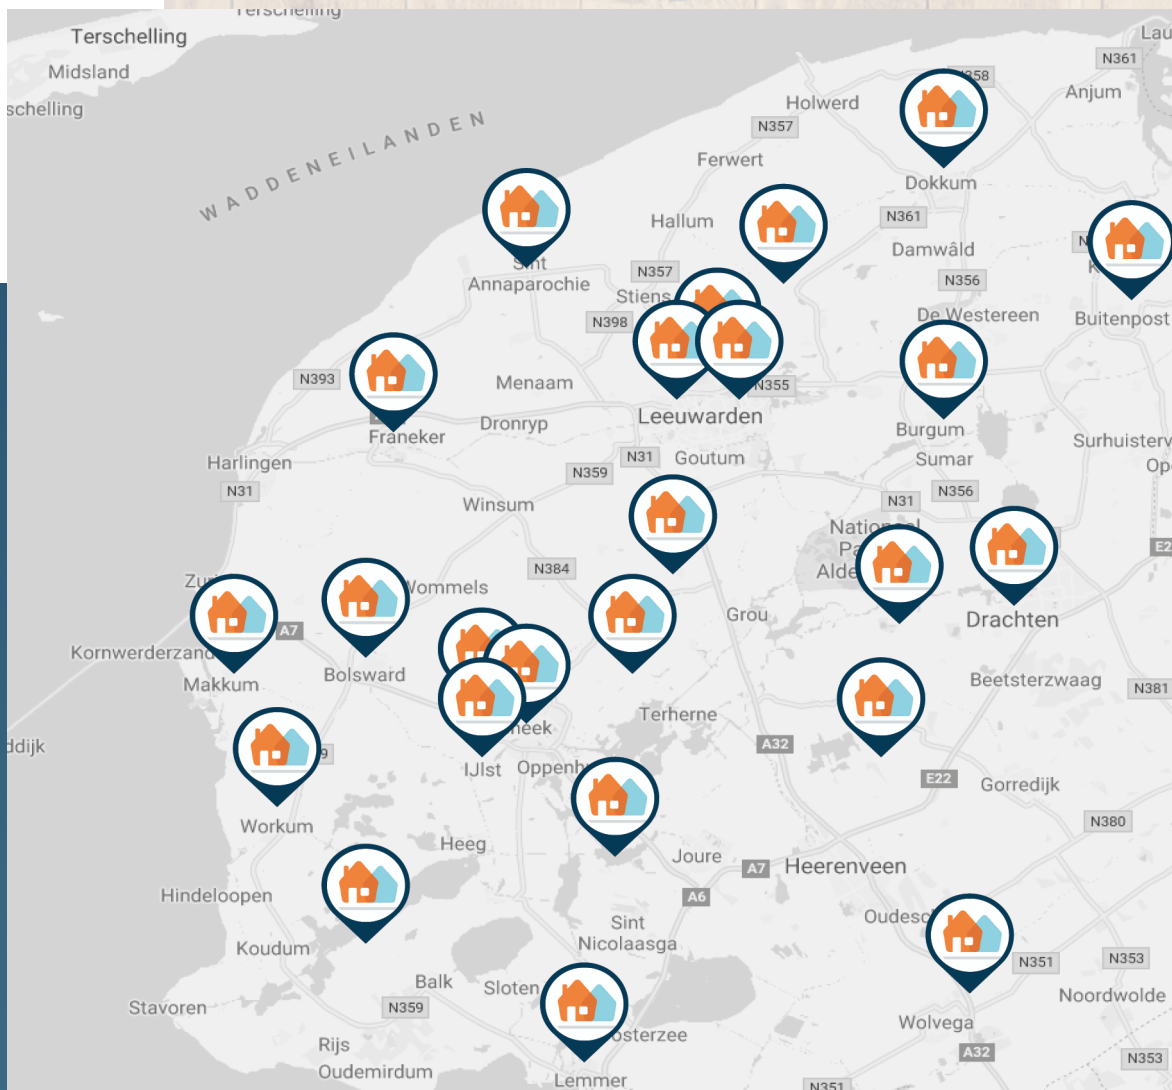 Terschelling
Terschelling
Midsland
schelling
WADDENEILANDEN
N361
Anjum
Holwerd
N357
Ferwert
Dokkum
Hallum
N361
Damwâld
Sint
Annaparochie
N357
Stiens
N356
De Westereen
Buitenpost
N398
N393
Menaam
N355
Leeuwarden
Dronryp
Franeker
Burgum
Harlingen
N31
Goutum
Sumar
N359
N31
N31
N356
Winsum
Nationaal
N384
Wommels
Grou
Drachten
A7
Kornwerderzand
Makkum
Bolsward
Beetsterzwaag
N381
Terherne
A32
IJlst
E22
Gorredijk
Workum
N380
Heeg
Joure
A7
Heerenveen
Hindeloopen
A6
Sint
Nicolaasga
Koudum
N351
N353
Balk
Sloten
Noordwolde
Stavoren
N359
Wolvega
Rijs
A32
Oudemirdum
N353
Lemmer
N351